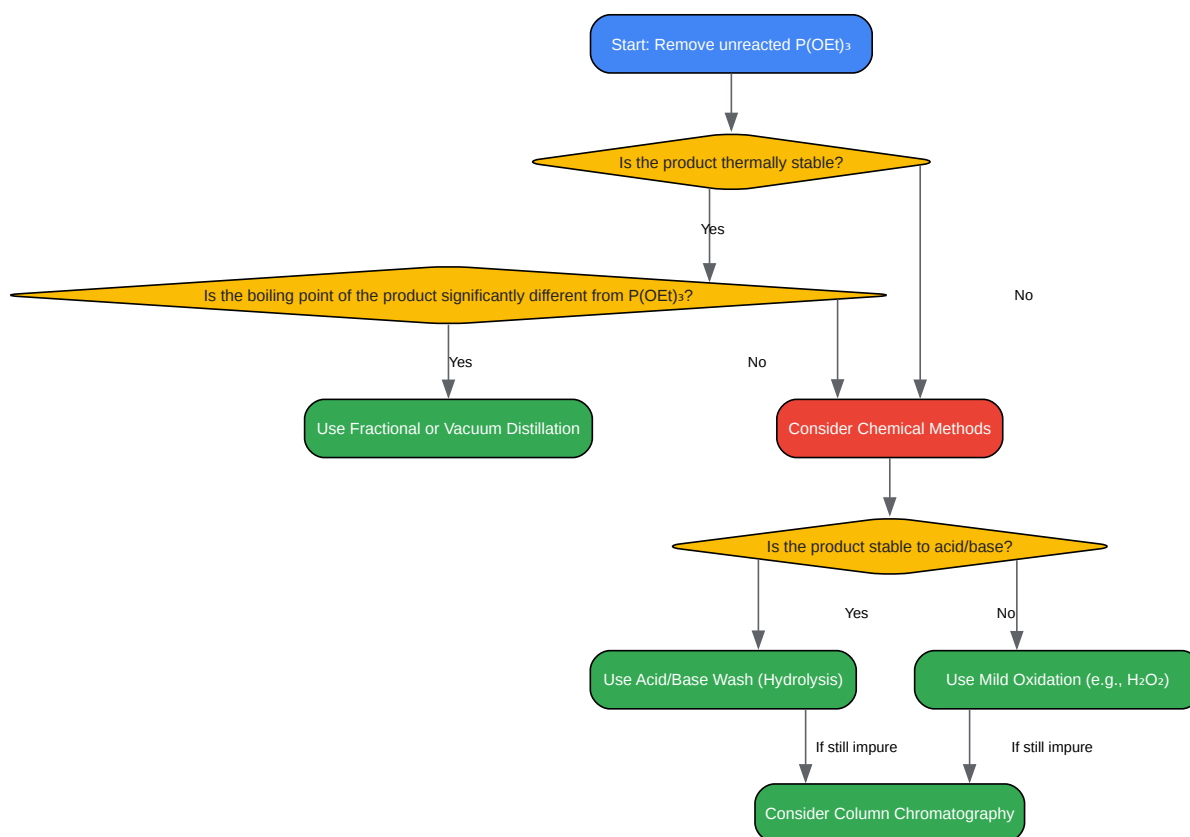 Start: Remove unreacted P(OEt)₃
Is the product thermally stable?
Yes
Is the boiling point of the product significantly different from P(OEt)₃?
No
Yes
No
Use Fractional or Vacuum Distillation
Consider Chemical Methods
Is the product stable to acid/base?
Yes
No
Use Acid/Base Wash (Hydrolysis)
Use Mild Oxidation (e.g., H₂O₂)
If still impure
If still impure
Consider Column Chromatography